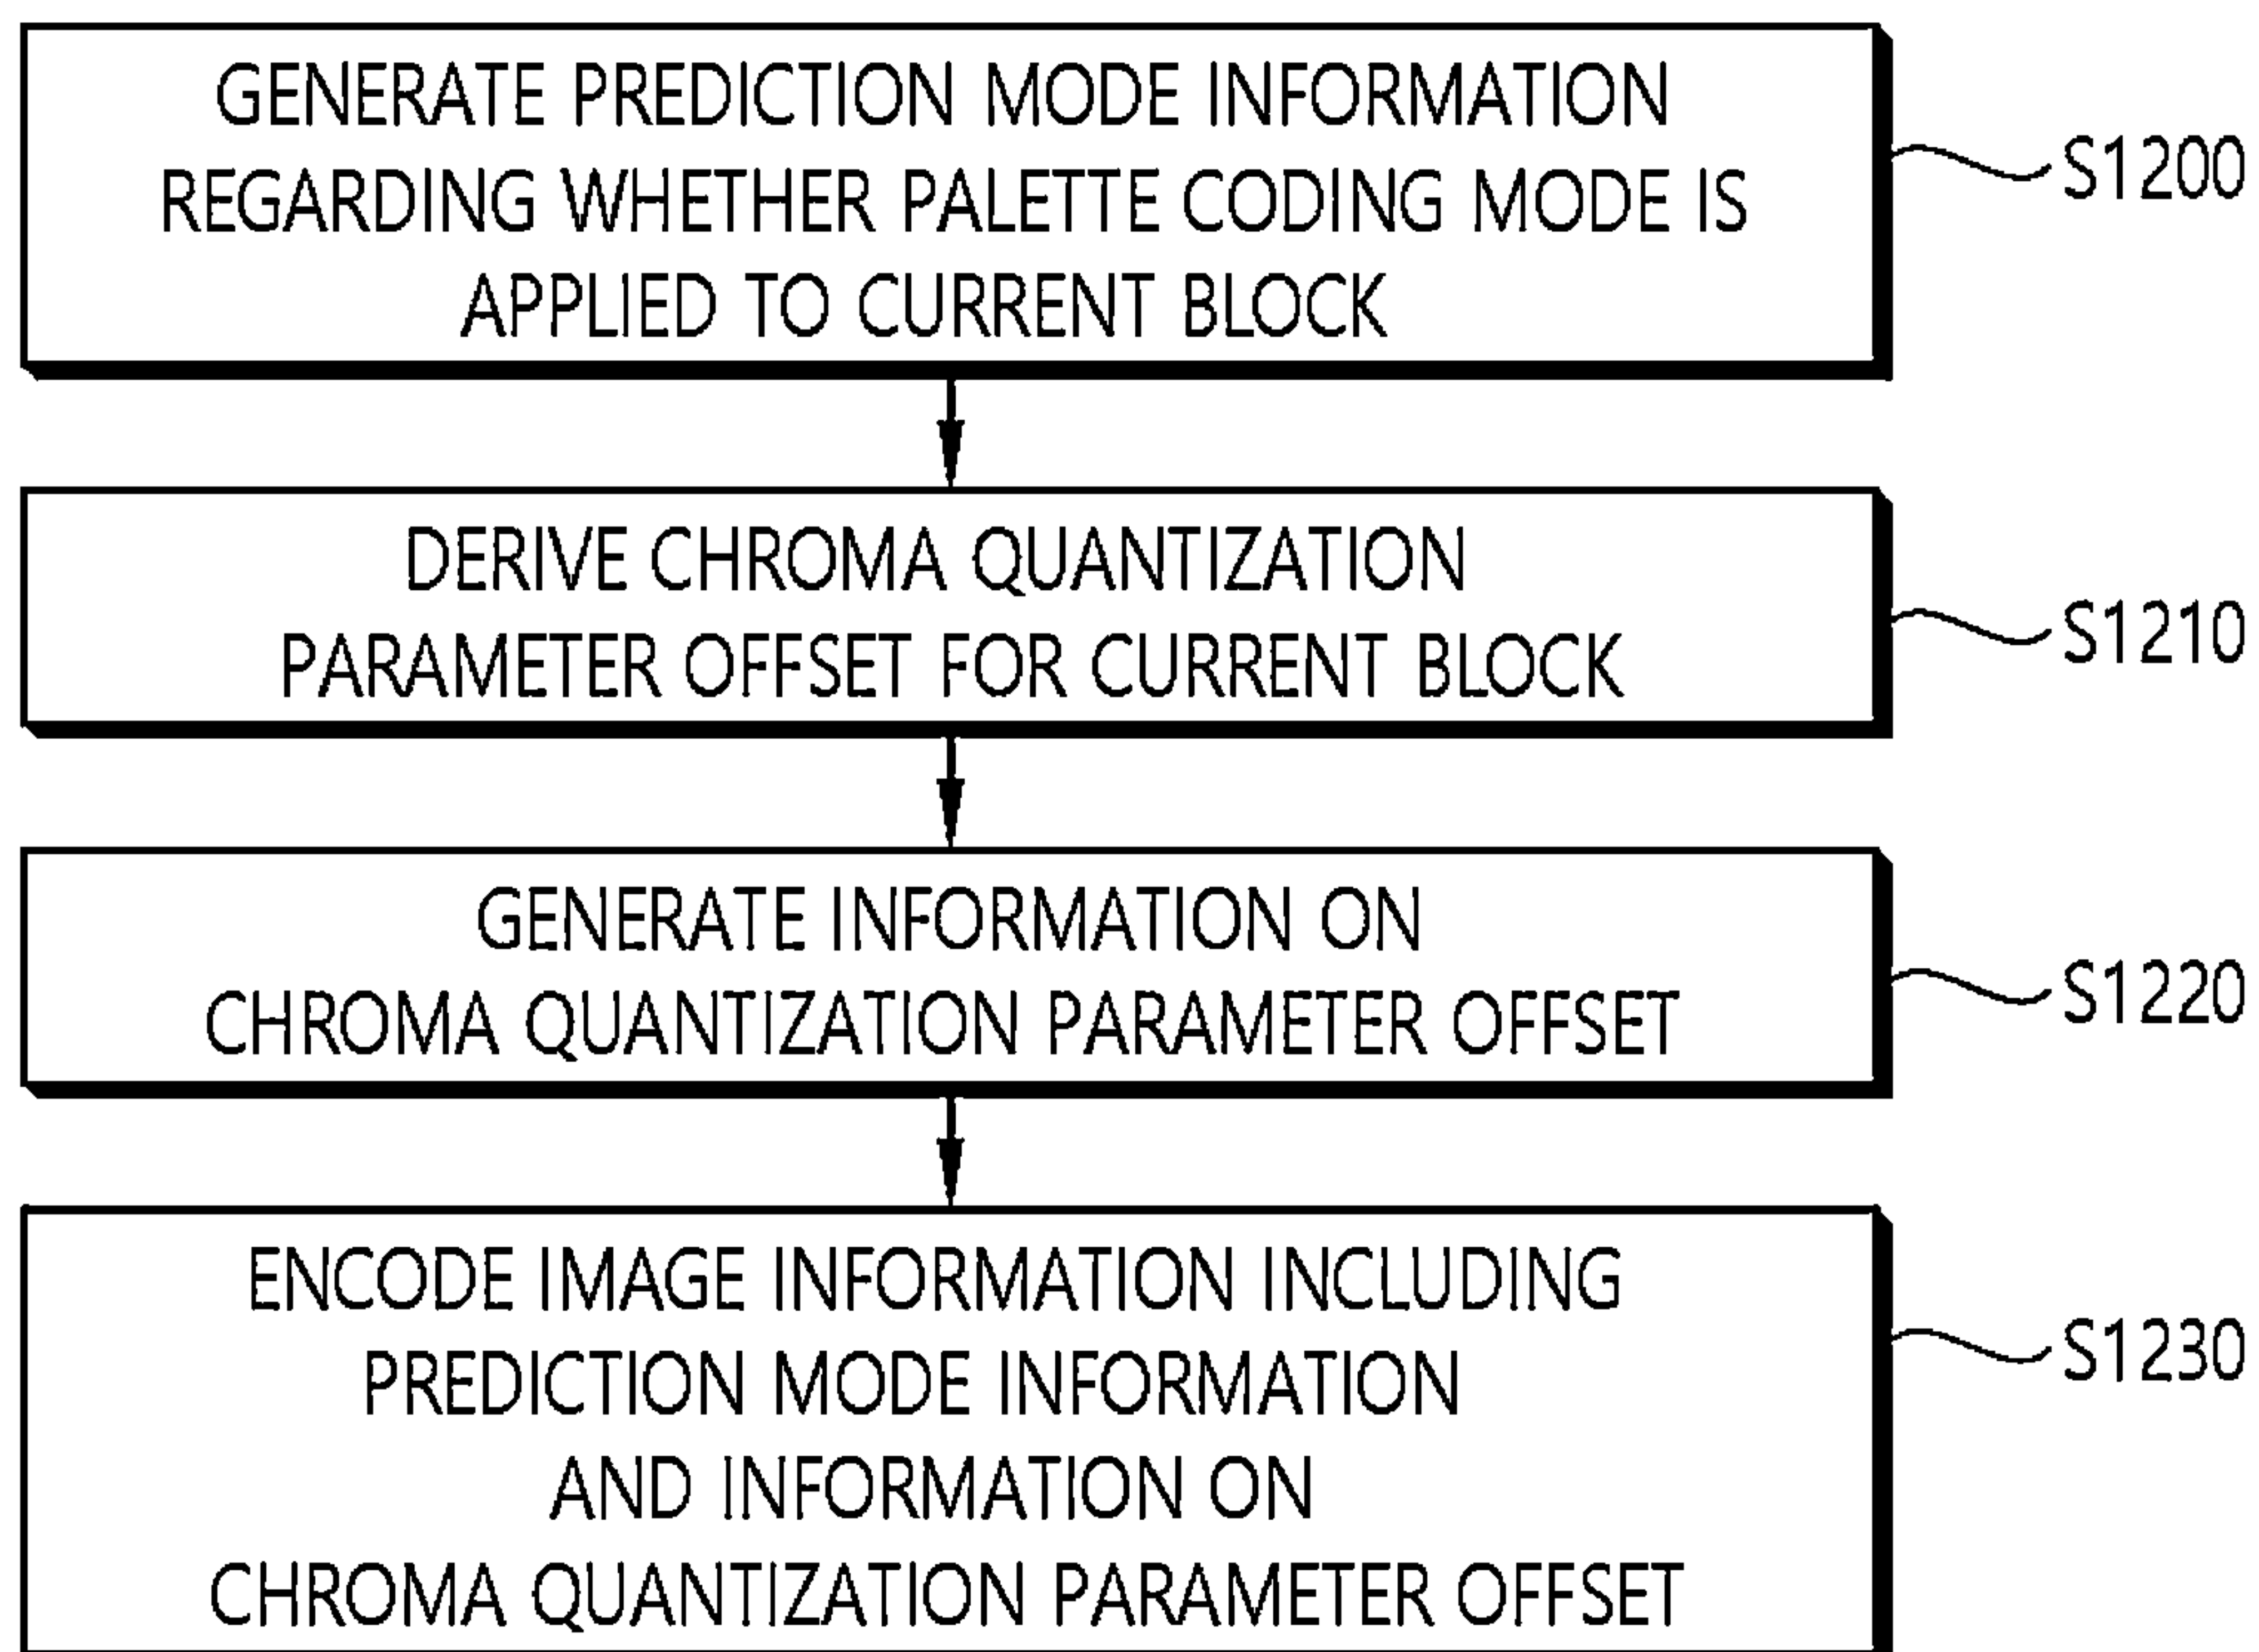 GENERATE PREDICTION MODE INFORMATION
REGARDING WHETHER PALETTE CODING MODE IS
APPLIED TO CURRENT BLOCK
S1200
DERIVE CHROMA QUANTIZATION
PARAMETER OFFSET FOR CURRENT BLOCK
S1210
GENERATE INFORMATION ON
CHROMA QUANTIZATION PARAMETER OFFSET
S1220
ENCODE IMAGE INFORMATION INCLUDING
PREDICTION MODE INFORMATION
AND INFORMATION ON
CHROMA QUANTIZATION PARAMETER OFFSET
S1230